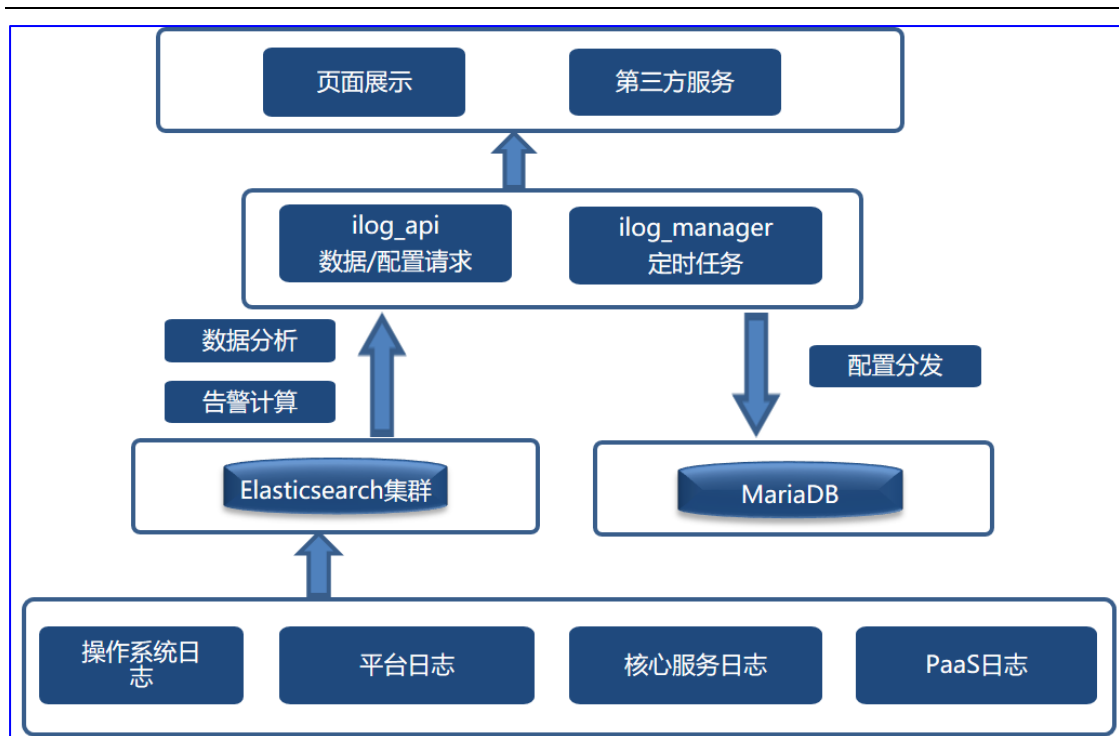 页面展示
第三方服务
ilog_api
数据/配置请求
ilog_manager
定时任务
数据分析
告警计算
配置分发
Elasticsearch集群
MariaDB
操作系统日
志
平台日志
核心服务日志
PaaS日志